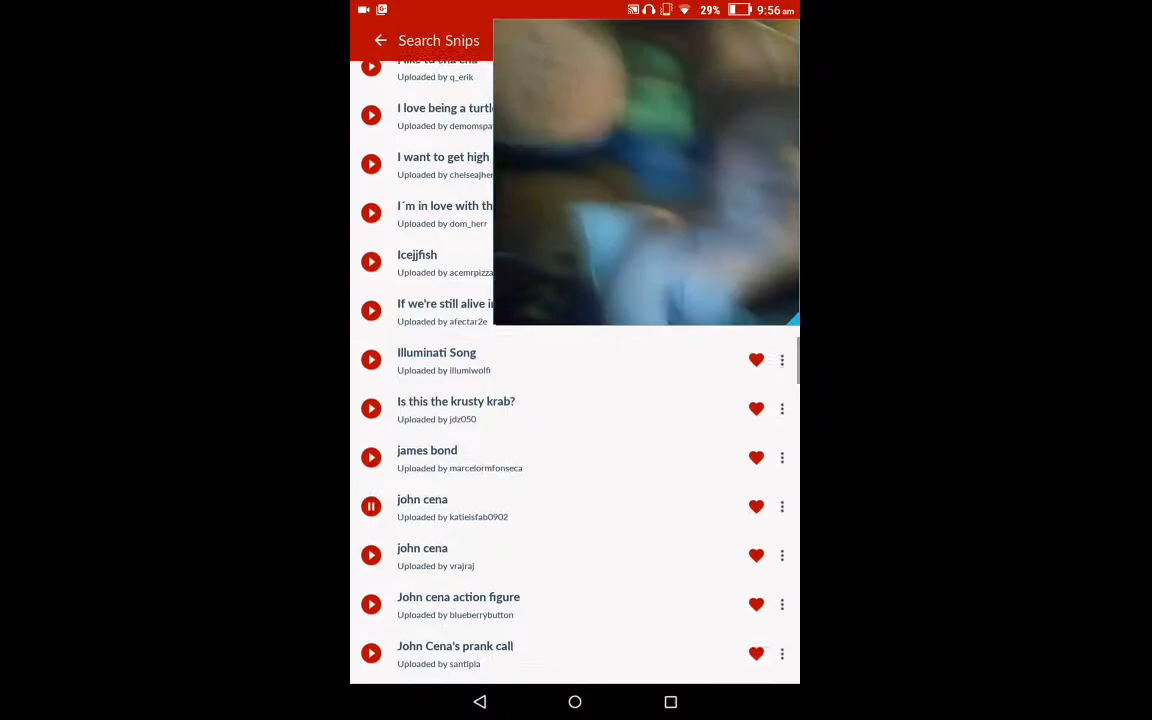 29% 9:56 am
Search Snips
Uploaded by q_erik
I love being a
Uploaded by
I want to get high
Uploaded by
I´m in love with
Uploaded by dom_herr
Icejjfish
Uploaded by
If we're still alive
Uploaded by afectar2e
Illuminati Song
Uploaded by illumiwolfi
Is this the krusty krab?
Uploaded by jdz050
james bond
Uploaded by marcelormfonseca
john cena
Uploaded by katieisfab0902
john cena
Uploaded by vrajraj
John cena action figure
Uploaded by blueberrybutton
John Cena's prank call
Uploaded by santipla